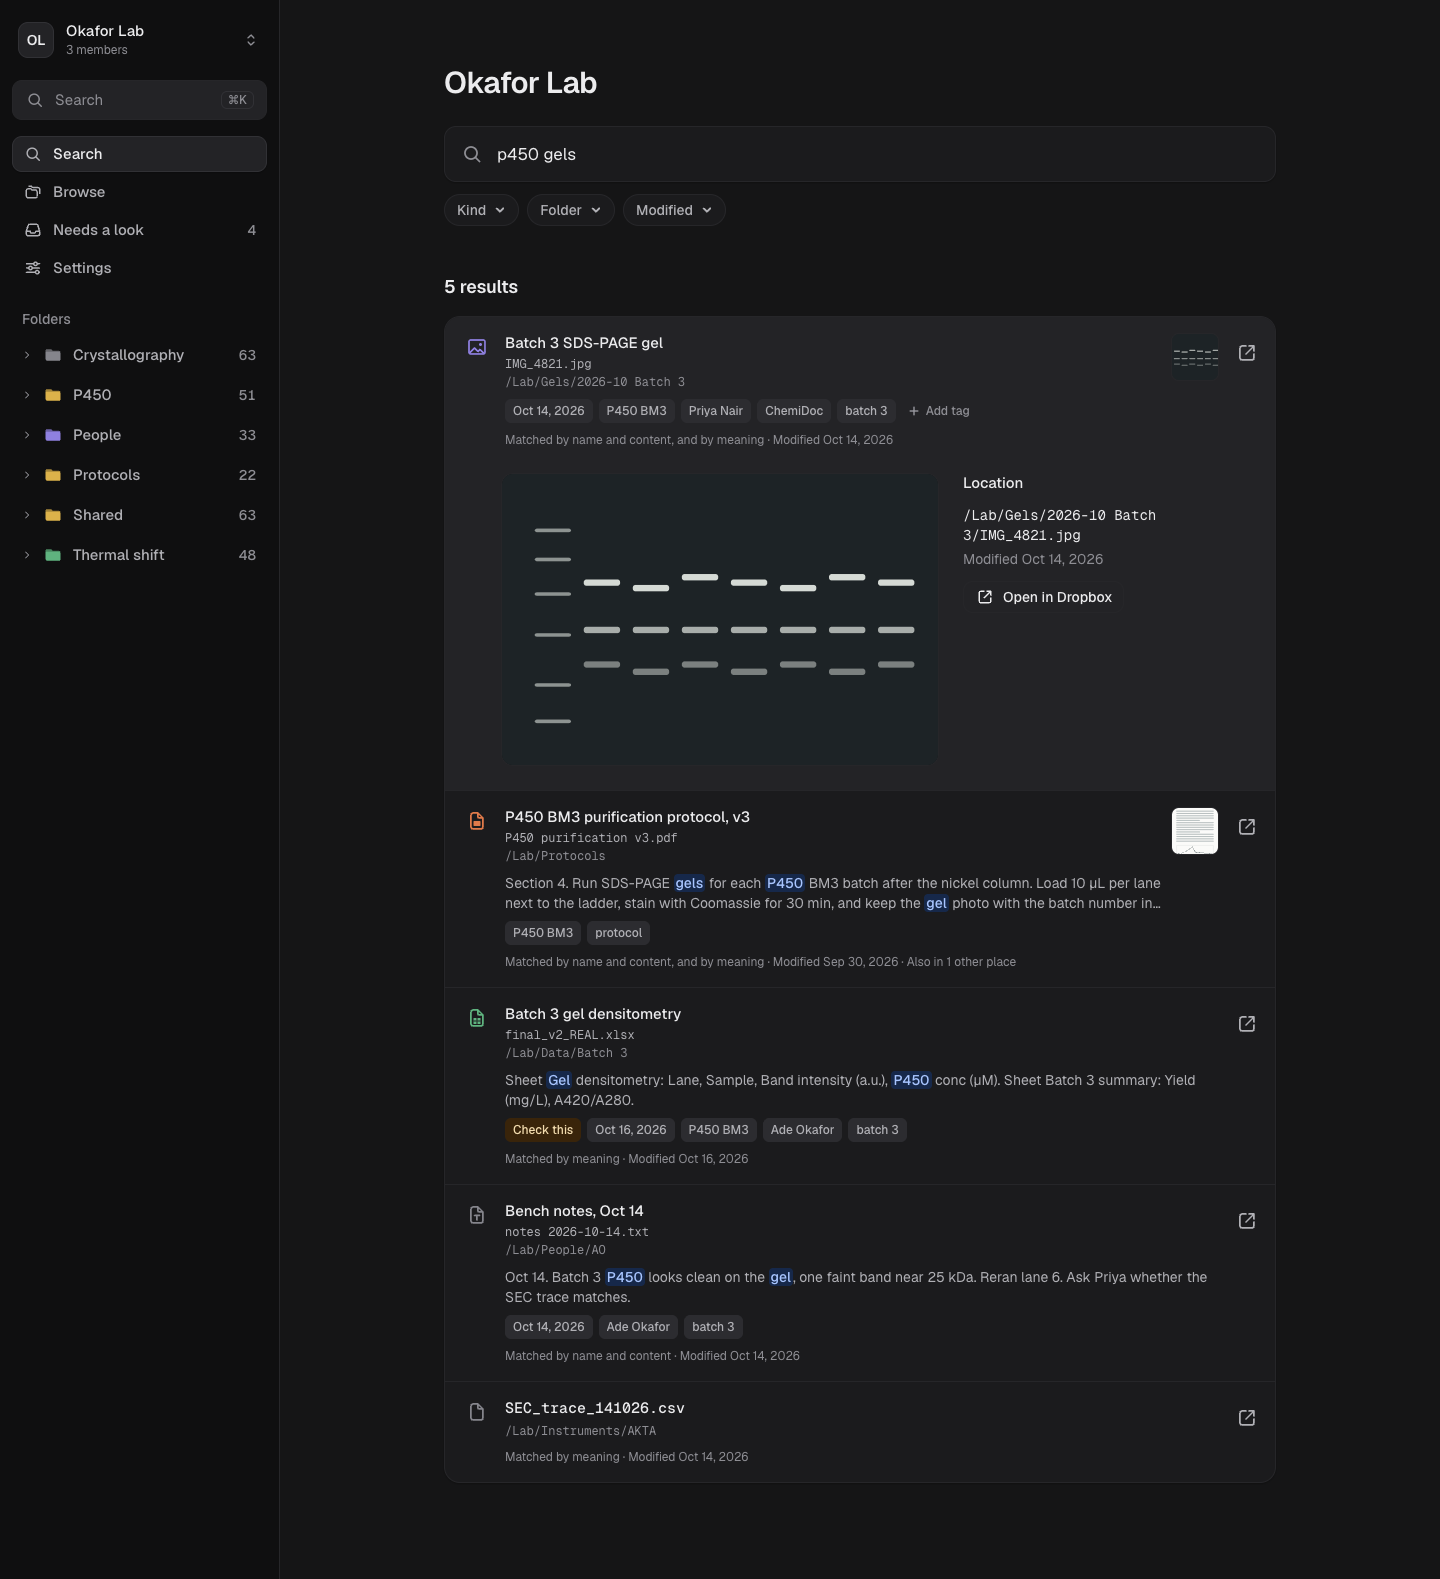 OL
Okafor Lab
3 members
Search
⌘K
Search
Browse
Needs a look 4
Settings
Folders
Crystallography 63
P450 51
People 33
Protocols 22
Shared 63
Thermal shift 48
Okafor Lab
p450 gels
Kind Folder Modified
5 results
Batch 3 SDS-PAGE gel
IMG_4821.jpg
/Lab/Gels/2026-10 Batch 3
Oct 14, 2026 P450 BM3 Priya Nair ChemiDoc batch 3 + Add tag
Matched by name and content, and by meaning · Modified Oct 14, 2026
Location
/Lab/Gels/2026-10 Batch
3/IMG_4821.jpg
Modified Oct 14, 2026
Open in Dropbox
P450 BM3 purification protocol, v3
P450 purification v3.pdf
/Lab/Protocols
Section 4. Run SDS-PAGE gels for each P450 BM3 batch after the nickel column. Load 10 µL per lane
next to the ladder, stain with Coomassie for 30 min, and keep the gel photo with the batch number in…
P450 BM3 protocol
Matched by name and content, and by meaning · Modified Sep 30, 2026 · Also in 1 other place
Batch 3 gel densitometry
final_v2_REAL.xlsx
/Lab/Data/Batch 3
Sheet Gel densitometry: Lane, Sample, Band intensity (a.u.), P450 conc (µM). Sheet Batch 3 summary: Yield
(mg/L), A420/A280.
Check this Oct 16, 2026 P450 BM3 Ade Okafor batch 3
Matched by meaning · Modified Oct 16, 2026
Bench notes, Oct 14
notes 2026-10-14.txt
/Lab/People/AO
Oct 14. Batch 3 P450 looks clean on the gel, one faint band near 25 kDa. Reran lane 6. Ask Priya whether the
SEC trace matches.
Oct 14, 2026 Ade Okafor batch 3
Matched by name and content · Modified Oct 14, 2026
SEC_trace_141026.csv
/Lab/Instruments/AKTA
Matched by meaning · Modified Oct 14, 2026